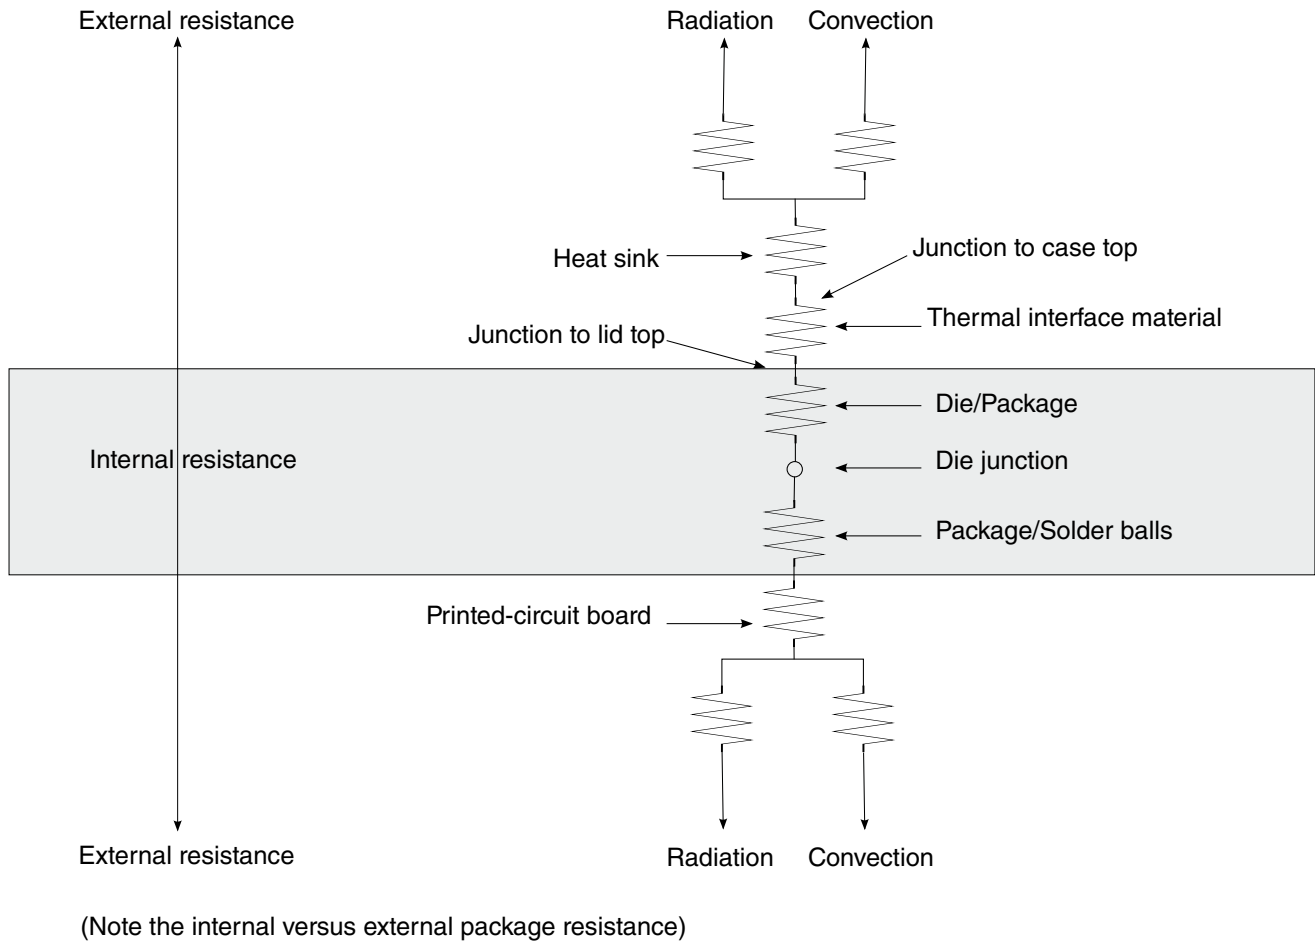 External resistance
Radiation
Convection
Heat sink
Junction to case top
Thermal interface material
Junction to lid top
Die/Package
Internal resistance
Die junction
Package/Solder balls
Printed-circuit board
External resistance
Radiation
Convection
(Note the internal versus external package resistance)